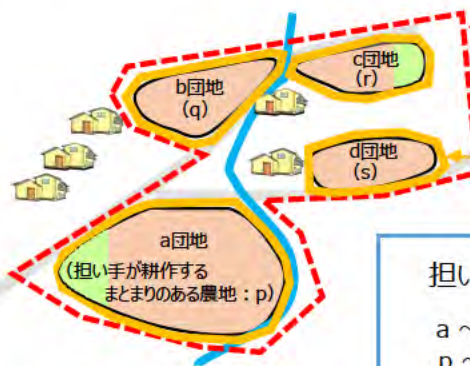 b団地
(q)
c団地
(r)
d団地
(s)
a団地
(担い手が耕作する
まとまりのある農地：p)
担い
a ~
p ~